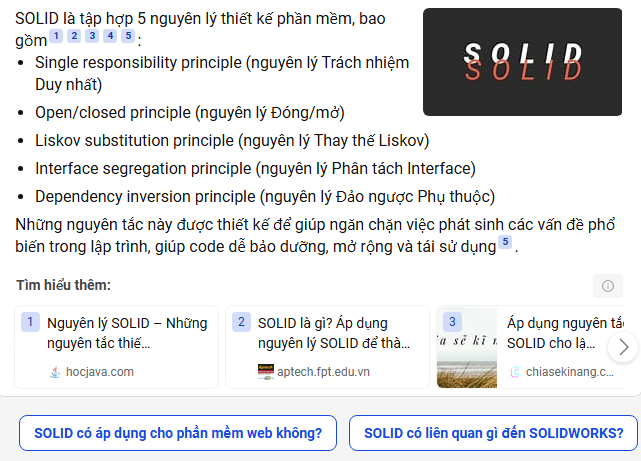 SOLID là tập hợp 5 nguyên lý thiết kế phần mềm, bao
gồm 1 2 3 4 5 :
SOLID
SOLID
• Single responsibility principle (nguyên lý Trách nhiệm
Duy nhất)
• Open/closed principle (nguyên lý Đóng/mở)
• Liskov substitution principle (nguyên lý Thay thế Liskov)
• Interface segregation principle (nguyên lý Phân tách Interface)
• Dependency inversion principle (nguyên lý Đảo ngược Phụ thuộc)
Những nguyên tắc này được thiết kế để giúp ngăn chặn việc phát sinh các vấn đề phổ
biến trong lập trình, giúp code dễ bảo dưỡng, mở rộng và tái sử dụng 5 .
Tìm hiểu thêm:
1 Nguyên lý SOLID – Những
nguyên tắc thiế...
hocjava.com
2 SOLID là gì? Áp dụng
nguyên lý SOLID để thà...
Aptech
aptech.fpt.edu.vn
3
ia sẻ kĩ n
Áp dụng nguyên tắ
SOLID cho lậ...
chiasekinang.c...
SOLID có áp dụng cho phần mềm web không?
SOLID có liên quan gì đến SOLIDWORKS?